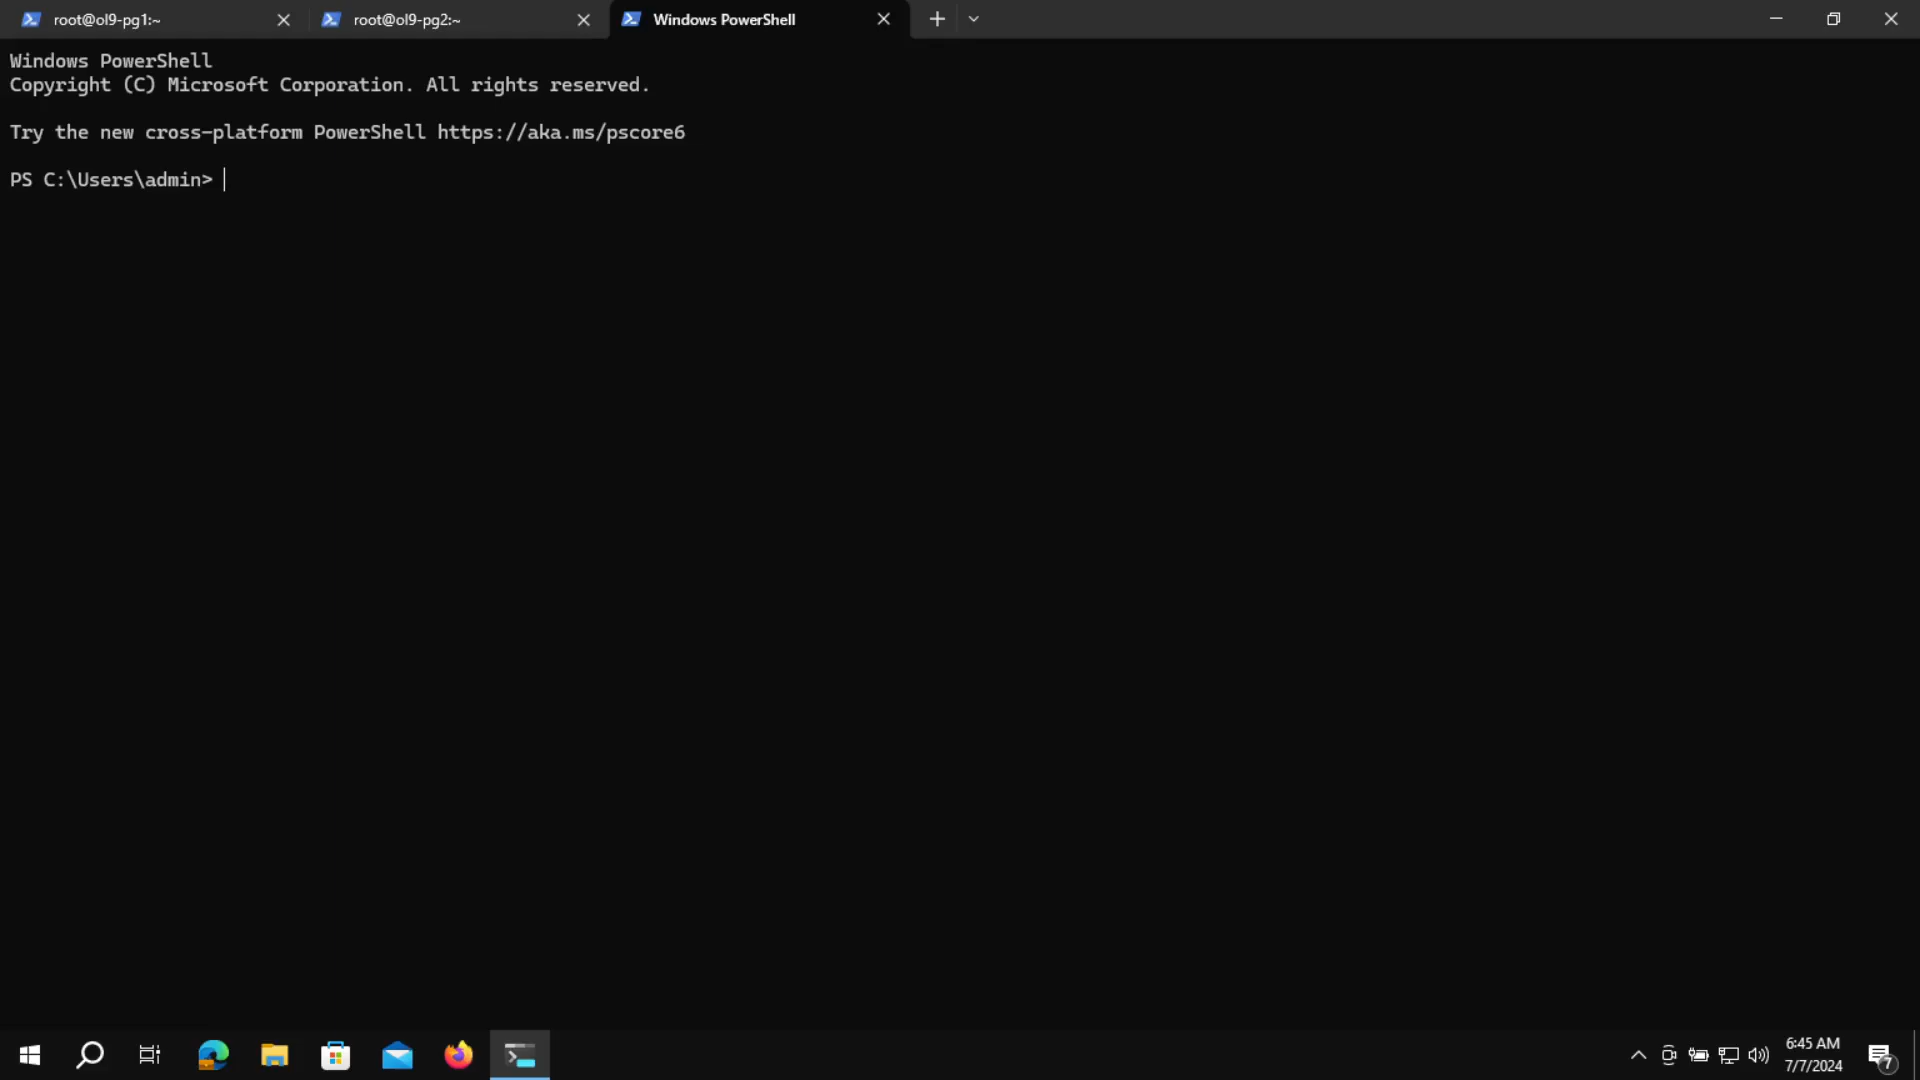 root@ol9-pg1:~
root@ol9-pg2:~
Windows PowerShell
Windows PowerShell
Copyright (C) Microsoft Corporation. All rights reserved.
Try the new cross-platform PowerShell https://aka.ms/pscore6
PS C:\Users\admin>
6:45 AM
7/7/2024
7